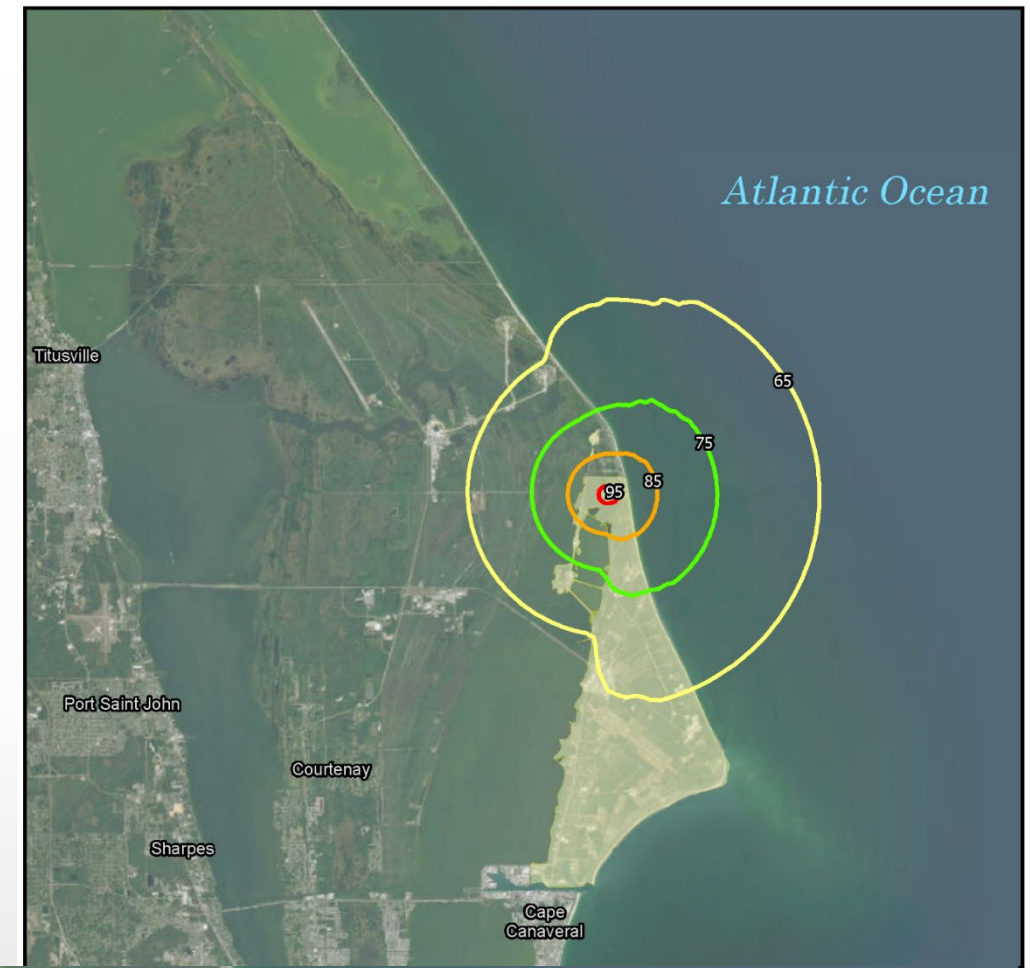 Atlantic Ocean
Titusville
65
75
85
95
Port Saint John
Courtenay
Sharpes
Cape
Canaveral